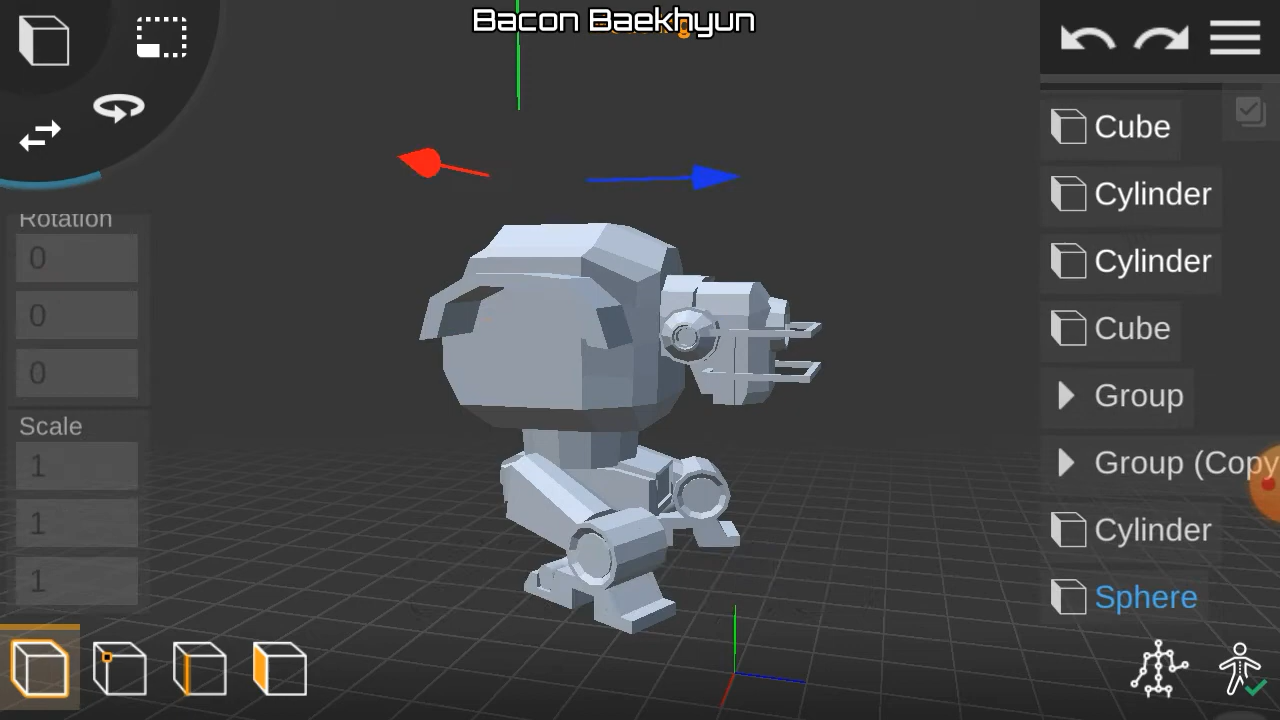 Bacon Baekhyun
Rotation
0
0
0
Scale
1
1
1
Cube
Cylinder
Cylinder
Cube
Group
Group (Copy
Cylinder
Sphere